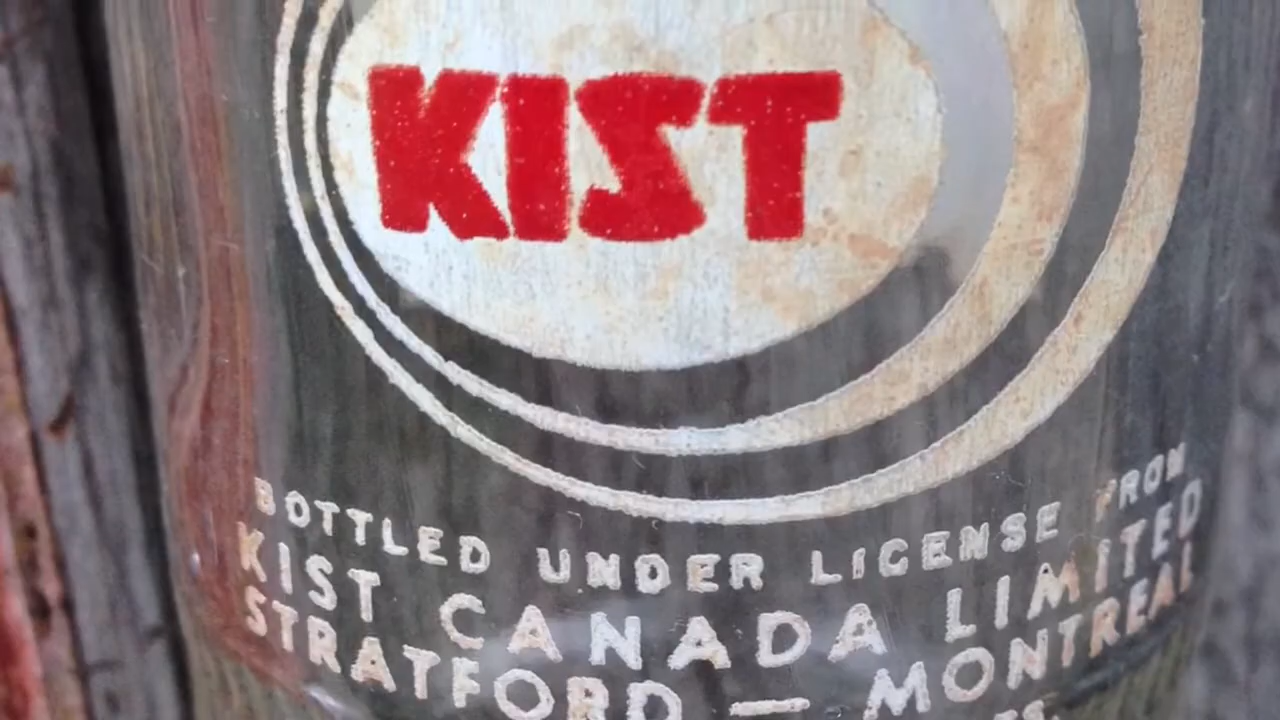 KIST
BOTTLED UNDER LICENSE FROM
KIST CANADA LIMITED
STRATFORD — MONTREAL